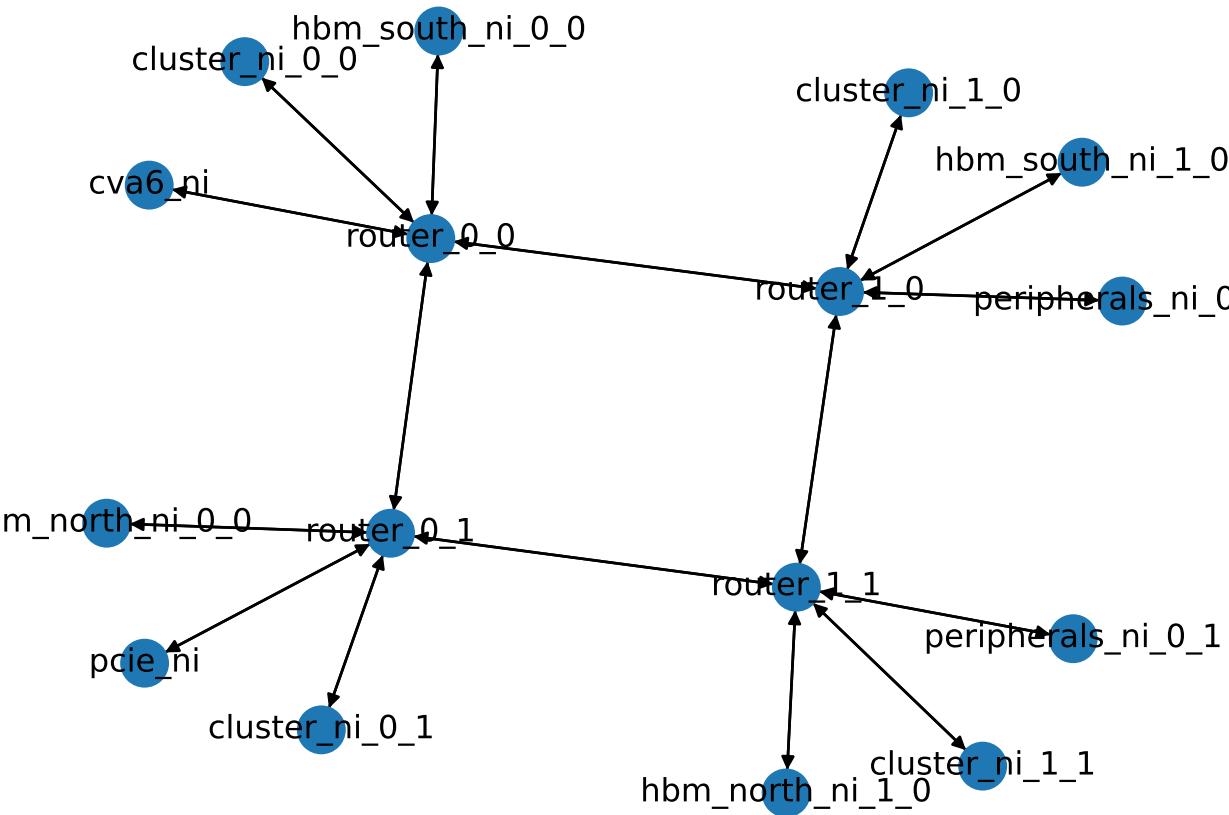 hbm_south_ni_0_0
cluster_ni_0_0
cluster_ni_1_0
hbm_south_ni_1_0
cva6_ni
router_0_0
router_1_0
peripherals_ni_0
m_north_ni_0_0
router_0_1
router_1_1
peripherals_ni_0_1
pcie_ni
cluster_ni_0_1
cluster_ni_1_1
hbm_north_ni_1_0